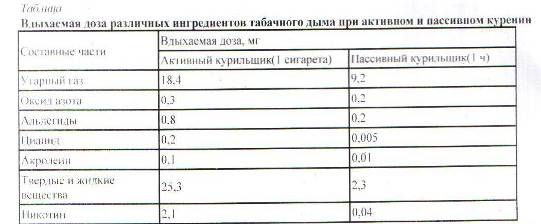 Таблица
Вдыхаемая доза различных ингредиентов табачного дыма при активном и пассивном курении
Составные части
Вдыхаемая доза, мг
Активный курильщик(1 сигарета) Пассивный курильщик(1 ч)
Угарный газ 18,4 9,2
Оксид азота 0,3 0,2
Альдегиды 0,8 0,2
Цианид 0,2 0,005
Акролеин 0,1 0,01
Твердые и жидкие
вещества 25,3 2,3
Никотин 2,1 0,04